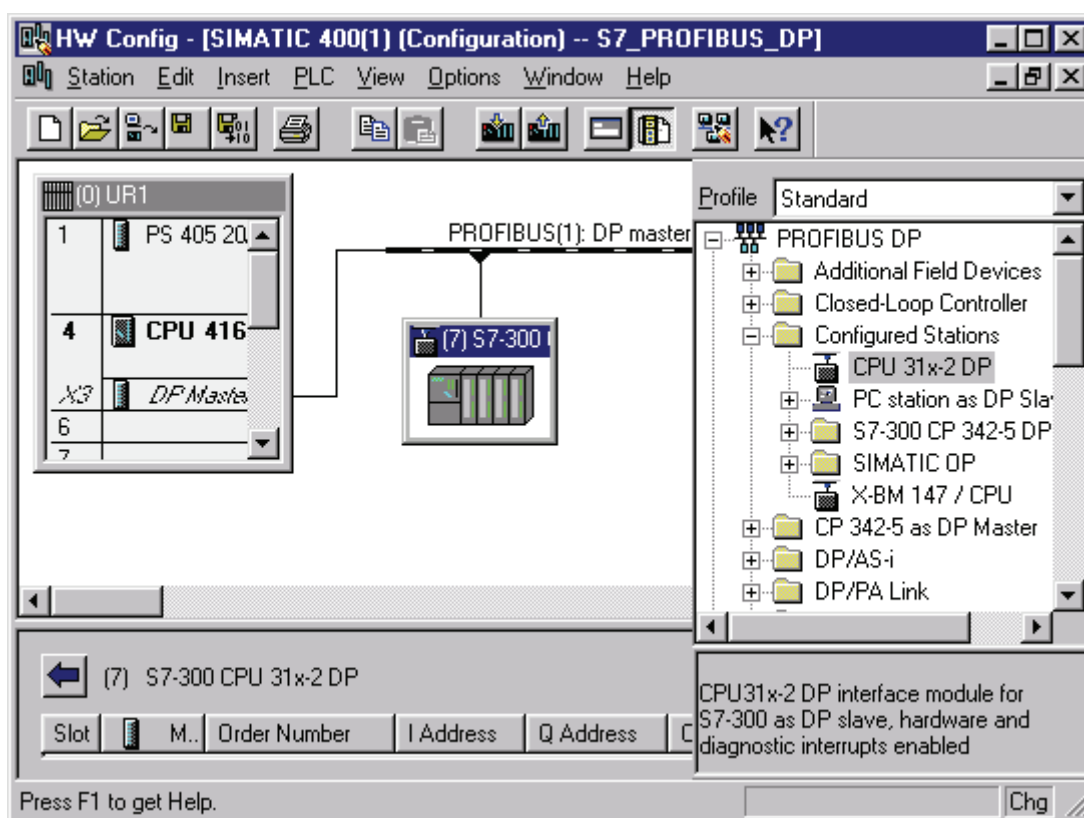 HW Config - [SIMATIC 400(1) (Configuration) -- S7_PROFIBUS_DP]
Station Edit Insert PLC View Options Window Help
(0) UR1
1 PS 405 20
4 CPU 416
X3 DP Master
6
7
PROFIBUS(1): DP master
(7) S7-300
Profile Standard
PROFIBUS DP
Additional Field Devices
Closed-Loop Controller
Configured Stations
CPU 31x-2 DP
PC station as DP Sla
S7-300 CP 342-5 DP
SIMATIC OP
X-BM 147 / CPU
CP 342-5 as DP Master
DP/AS-i
DP/PA Link
(7) S7-300 CPU 31x-2 DP
Slot M.. Order Number I Address Q Address C
CPU31x-2 DP interface module for
S7-300 as DP slave, hardware and
diagnostic interrupts enabled
Press F1 to get Help.
Chg